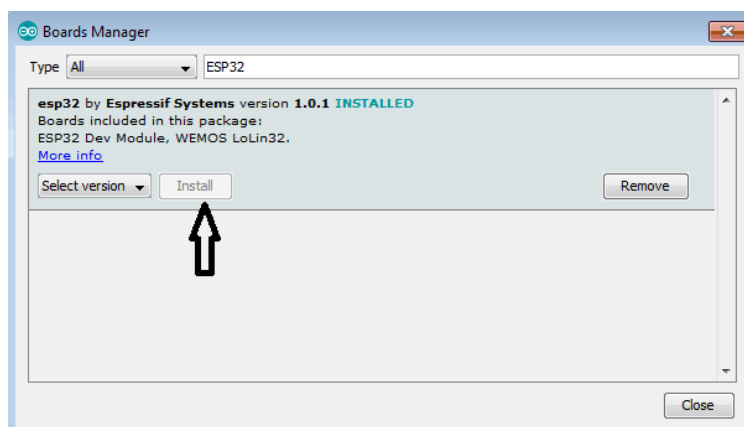 Boards Manager
Type All ESP32
esp32 by Espressif Systems version 1.0.1 INSTALLED
Boards included in this package:
ESP32 Dev Module, WEMOS LoLin32.
More info
Select version Install Remove
Close